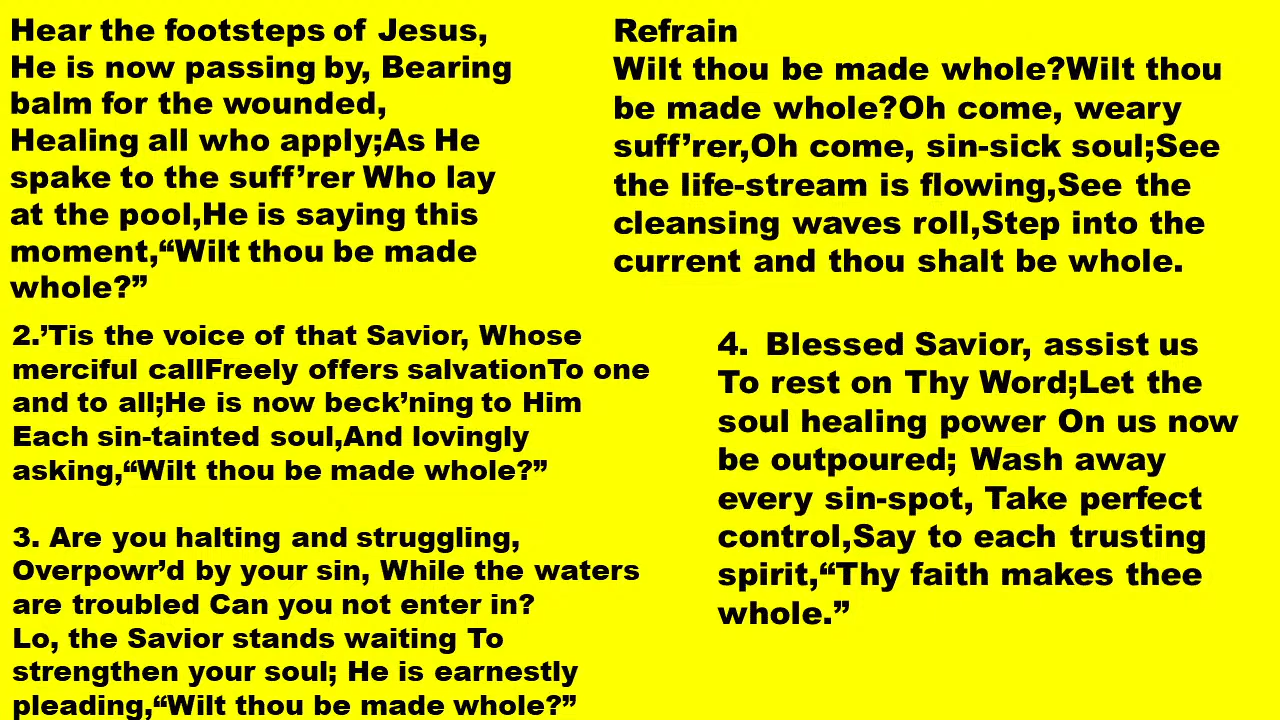 Hear the footsteps of Jesus,
He is now passing by, Bearing
balm for the wounded,
Healing all who apply;As He
spake to the suff’rer Who lay
at the pool,He is saying this
moment,“Wilt thou be made
whole?”
Refrain
Wilt thou be made whole?Wilt thou
be made whole?Oh come, weary
suff’rer,Oh come, sin-sick soul;See
the life-stream is flowing,See the
cleansing waves roll,Step into the
current and thou shalt be whole.
2.’Tis the voice of that Savior, Whose
merciful callFreely offers salvationTo one
and to all;He is now beck’ning to Him
Each sin-tainted soul,And lovingly
asking,“Wilt thou be made whole?”
3. Are you halting and struggling,
Overpowr’d by your sin, While the waters
are troubled Can you not enter in?
Lo, the Savior stands waiting To
strengthen your soul; He is earnestly
pleading,“Wilt thou be made whole?”
4. Blessed Savior, assist us
To rest on Thy Word;Let the
soul healing power On us now
be outpoured; Wash away
every sin-spot, Take perfect
control,Say to each trusting
spirit,“Thy faith makes thee
whole.”